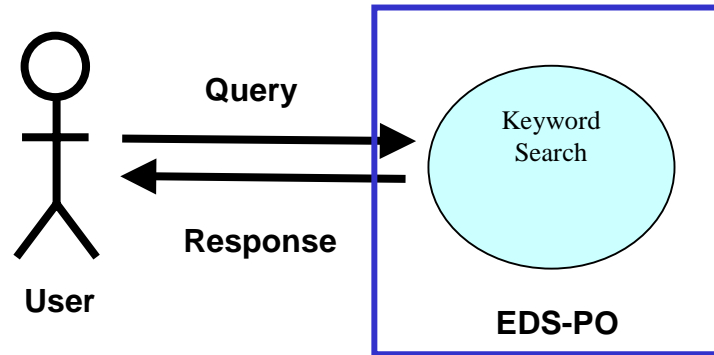 Query
Keyword
Search
Response
User
EDS-PO